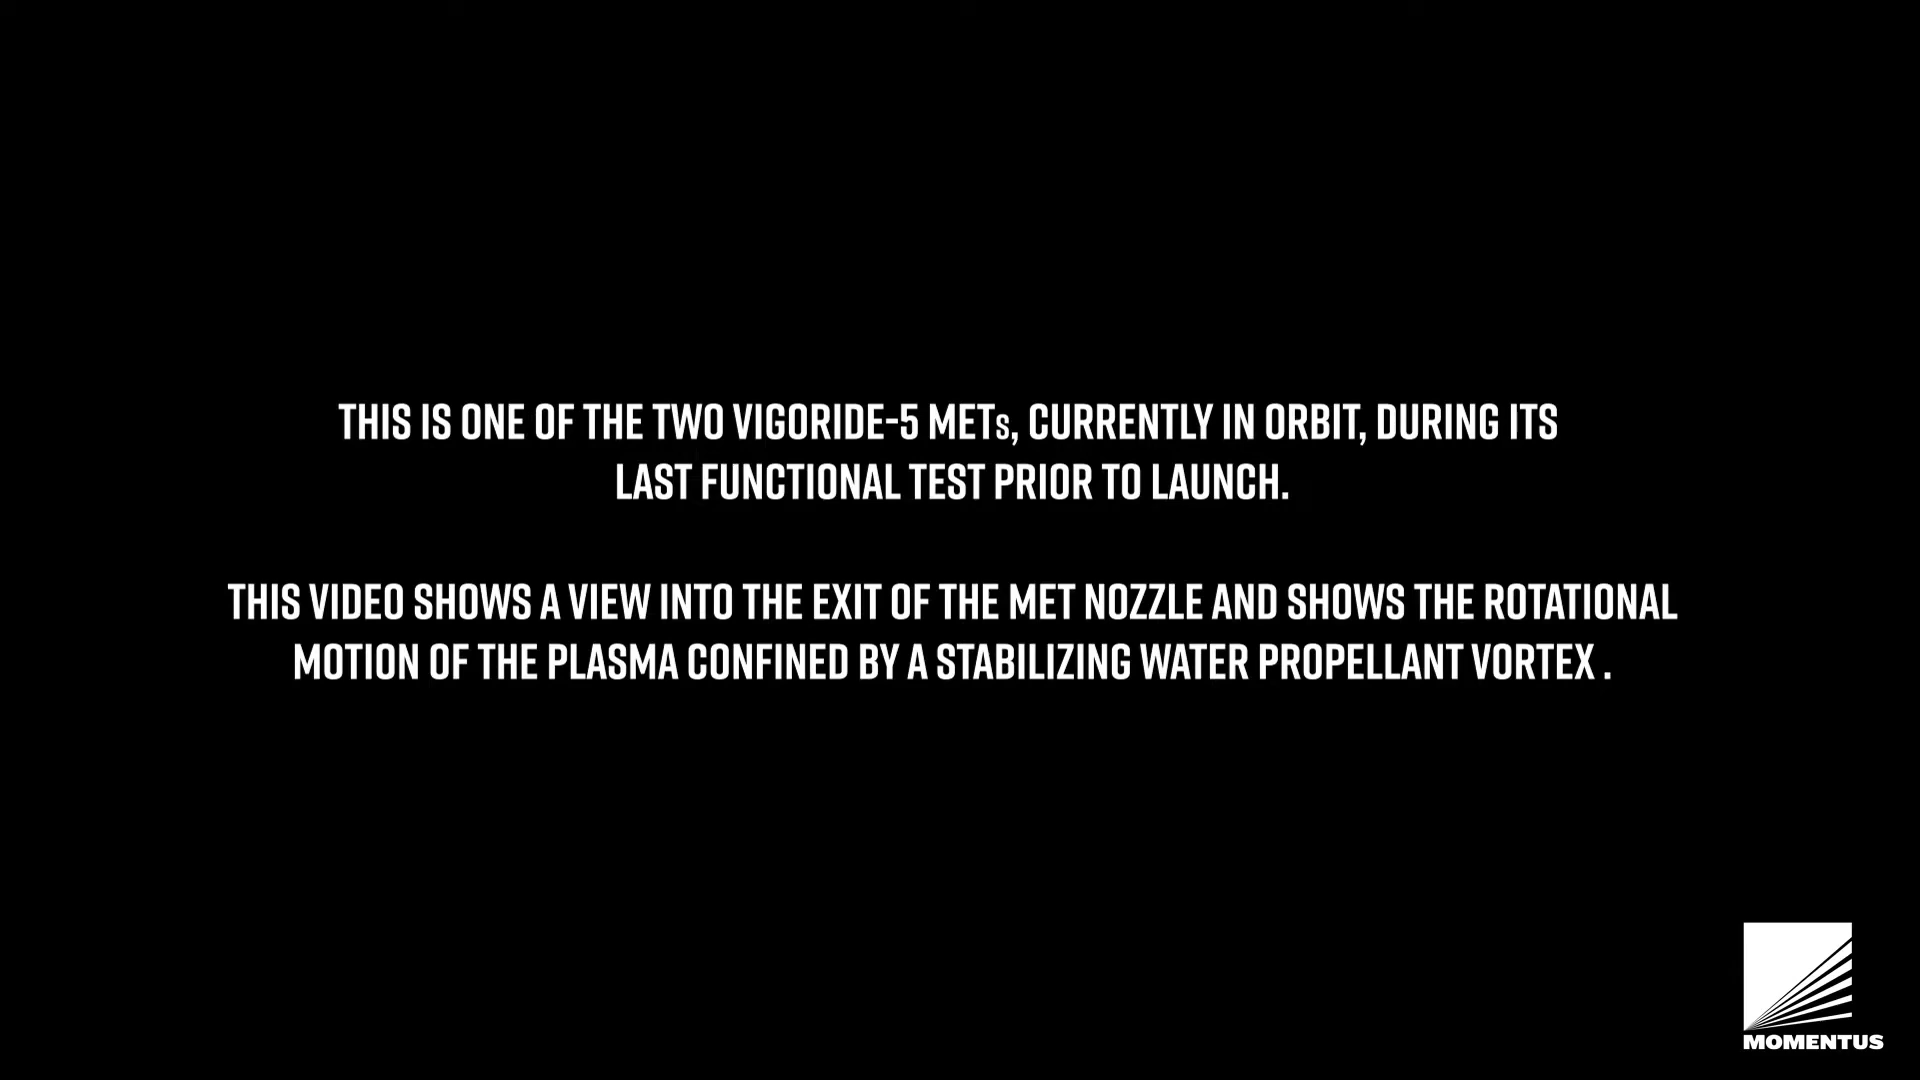 THIS IS ONE OF THE TWO VIGORIDE-5 METs, CURRENTLY IN ORBIT, DURING ITS
LAST FUNCTIONAL TEST PRIOR TO LAUNCH.
THIS VIDEO SHOWS A VIEW INTO THE EXIT OF THE MET NOZZLE AND SHOWS THE ROTATIONAL
MOTION OF THE PLASMA CONFINED BY A STABILIZING WATER PROPELLANT VORTEX .
MOMENTUS